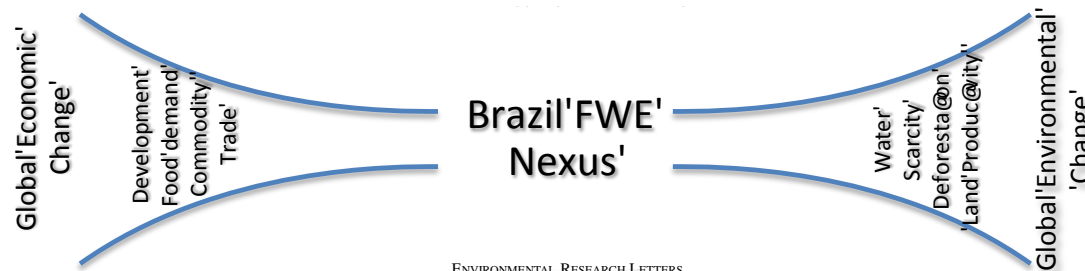 Global'Economic'
Change'
Development'
Food'demand'
Commodity''
Trade'
Brazil'FWE'
Nexus'
Water'
Scarcity'
Deforesta@on'
'Land'Produc@vity''
Global'Environmental'
'Change'
ENVIRONMENTAL RESEARCH LETTERS